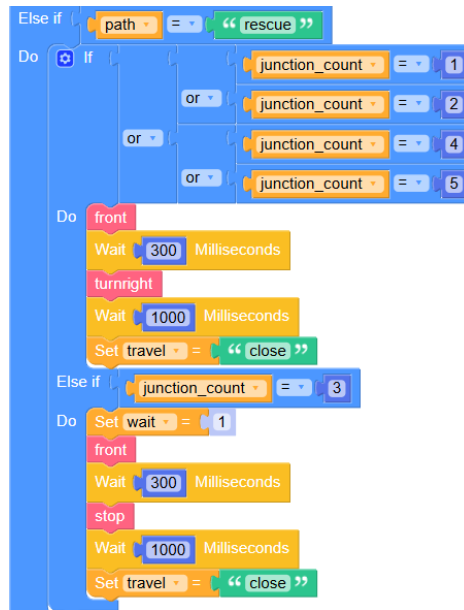 Else if path = “ rescue ”
Do If junction_count = 1
or junction_count = 2
or junction_count = 4
or junction_count = 5
Do front
Wait 300 Milliseconds
turnright
Wait 1000 Milliseconds
Set travel = “ close ”
Else if junction_count = 3
Do Set wait = 1
front
Wait 300 Milliseconds
stop
Wait 1000 Milliseconds
Set travel = “ close ”